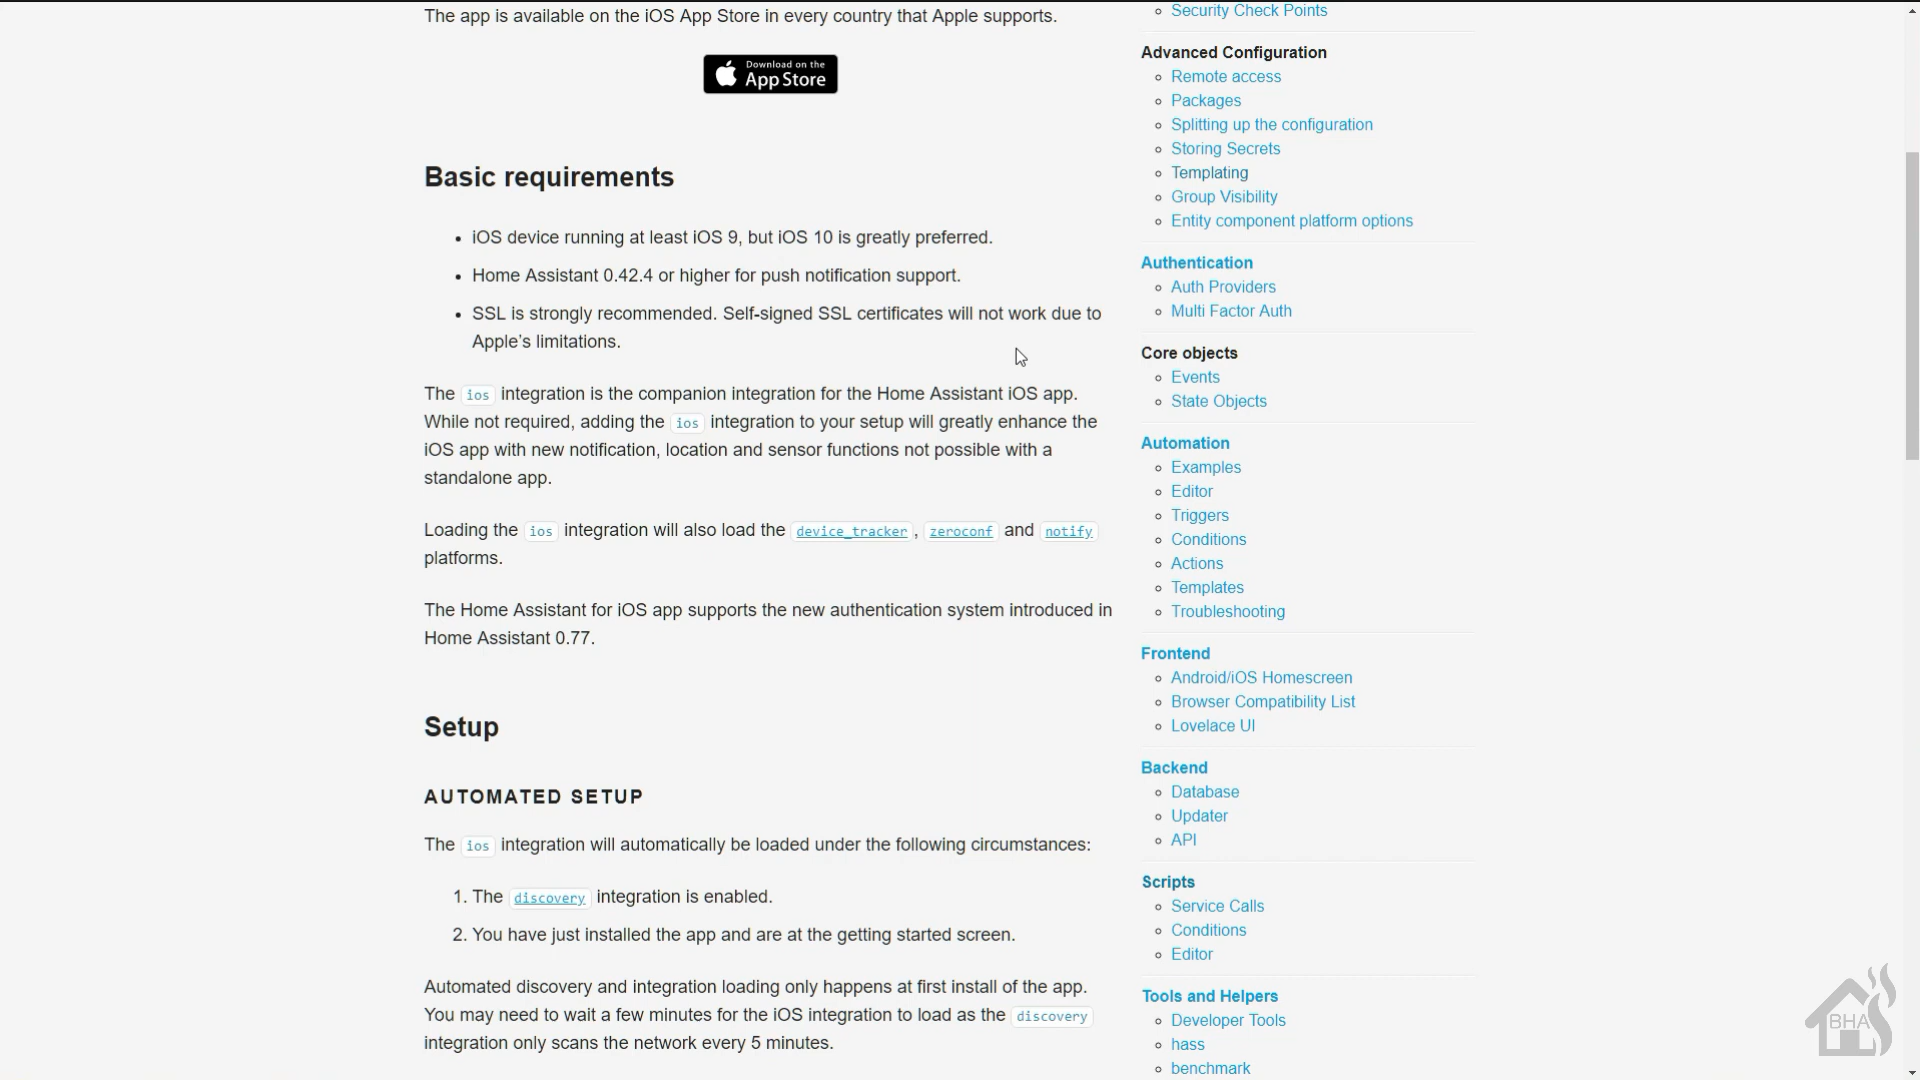 The app is available on the iOS App Store in every country that Apple supports.
Download on the
App Store
Basic requirements
• iOS device running at least iOS 9, but iOS 10 is greatly preferred.
• Home Assistant 0.42.4 or higher for push notification support.
• SSL is strongly recommended. Self-signed SSL certificates will not work due to
Apple’s limitations.
The ios integration is the companion integration for the Home Assistant iOS app.
While not required, adding the ios integration to your setup will greatly enhance the
iOS app with new notification, location and sensor functions not possible with a
standalone app.
Loading the ios integration will also load the device_tracker, zeroconf and notify
platforms.
The Home Assistant for iOS app supports the new authentication system introduced in
Home Assistant 0.77.
Setup
AUTOMATED SETUP
The ios integration will automatically be loaded under the following circumstances:
1. The discovery integration is enabled.
2. You have just installed the app and are at the getting started screen.
Automated discovery and integration loading only happens at first install of the app.
You may need to wait a few minutes for the iOS integration to load as the discovery
integration only scans the network every 5 minutes.
Security Check Points
Advanced Configuration
Remote access
Packages
Splitting up the configuration
Storing Secrets
Templating
Group Visibility
Entity component platform options
Authentication
Auth Providers
Multi Factor Auth
Core objects
Events
State Objects
Automation
Examples
Editor
Triggers
Conditions
Actions
Templates
Troubleshooting
Frontend
Android/iOS Homescreen
Browser Compatibility List
Lovelace UI
Backend
Database
Updater
API
Scripts
Service Calls
Conditions
Editor
Tools and Helpers
Developer Tools
hass
benchmark
BHA